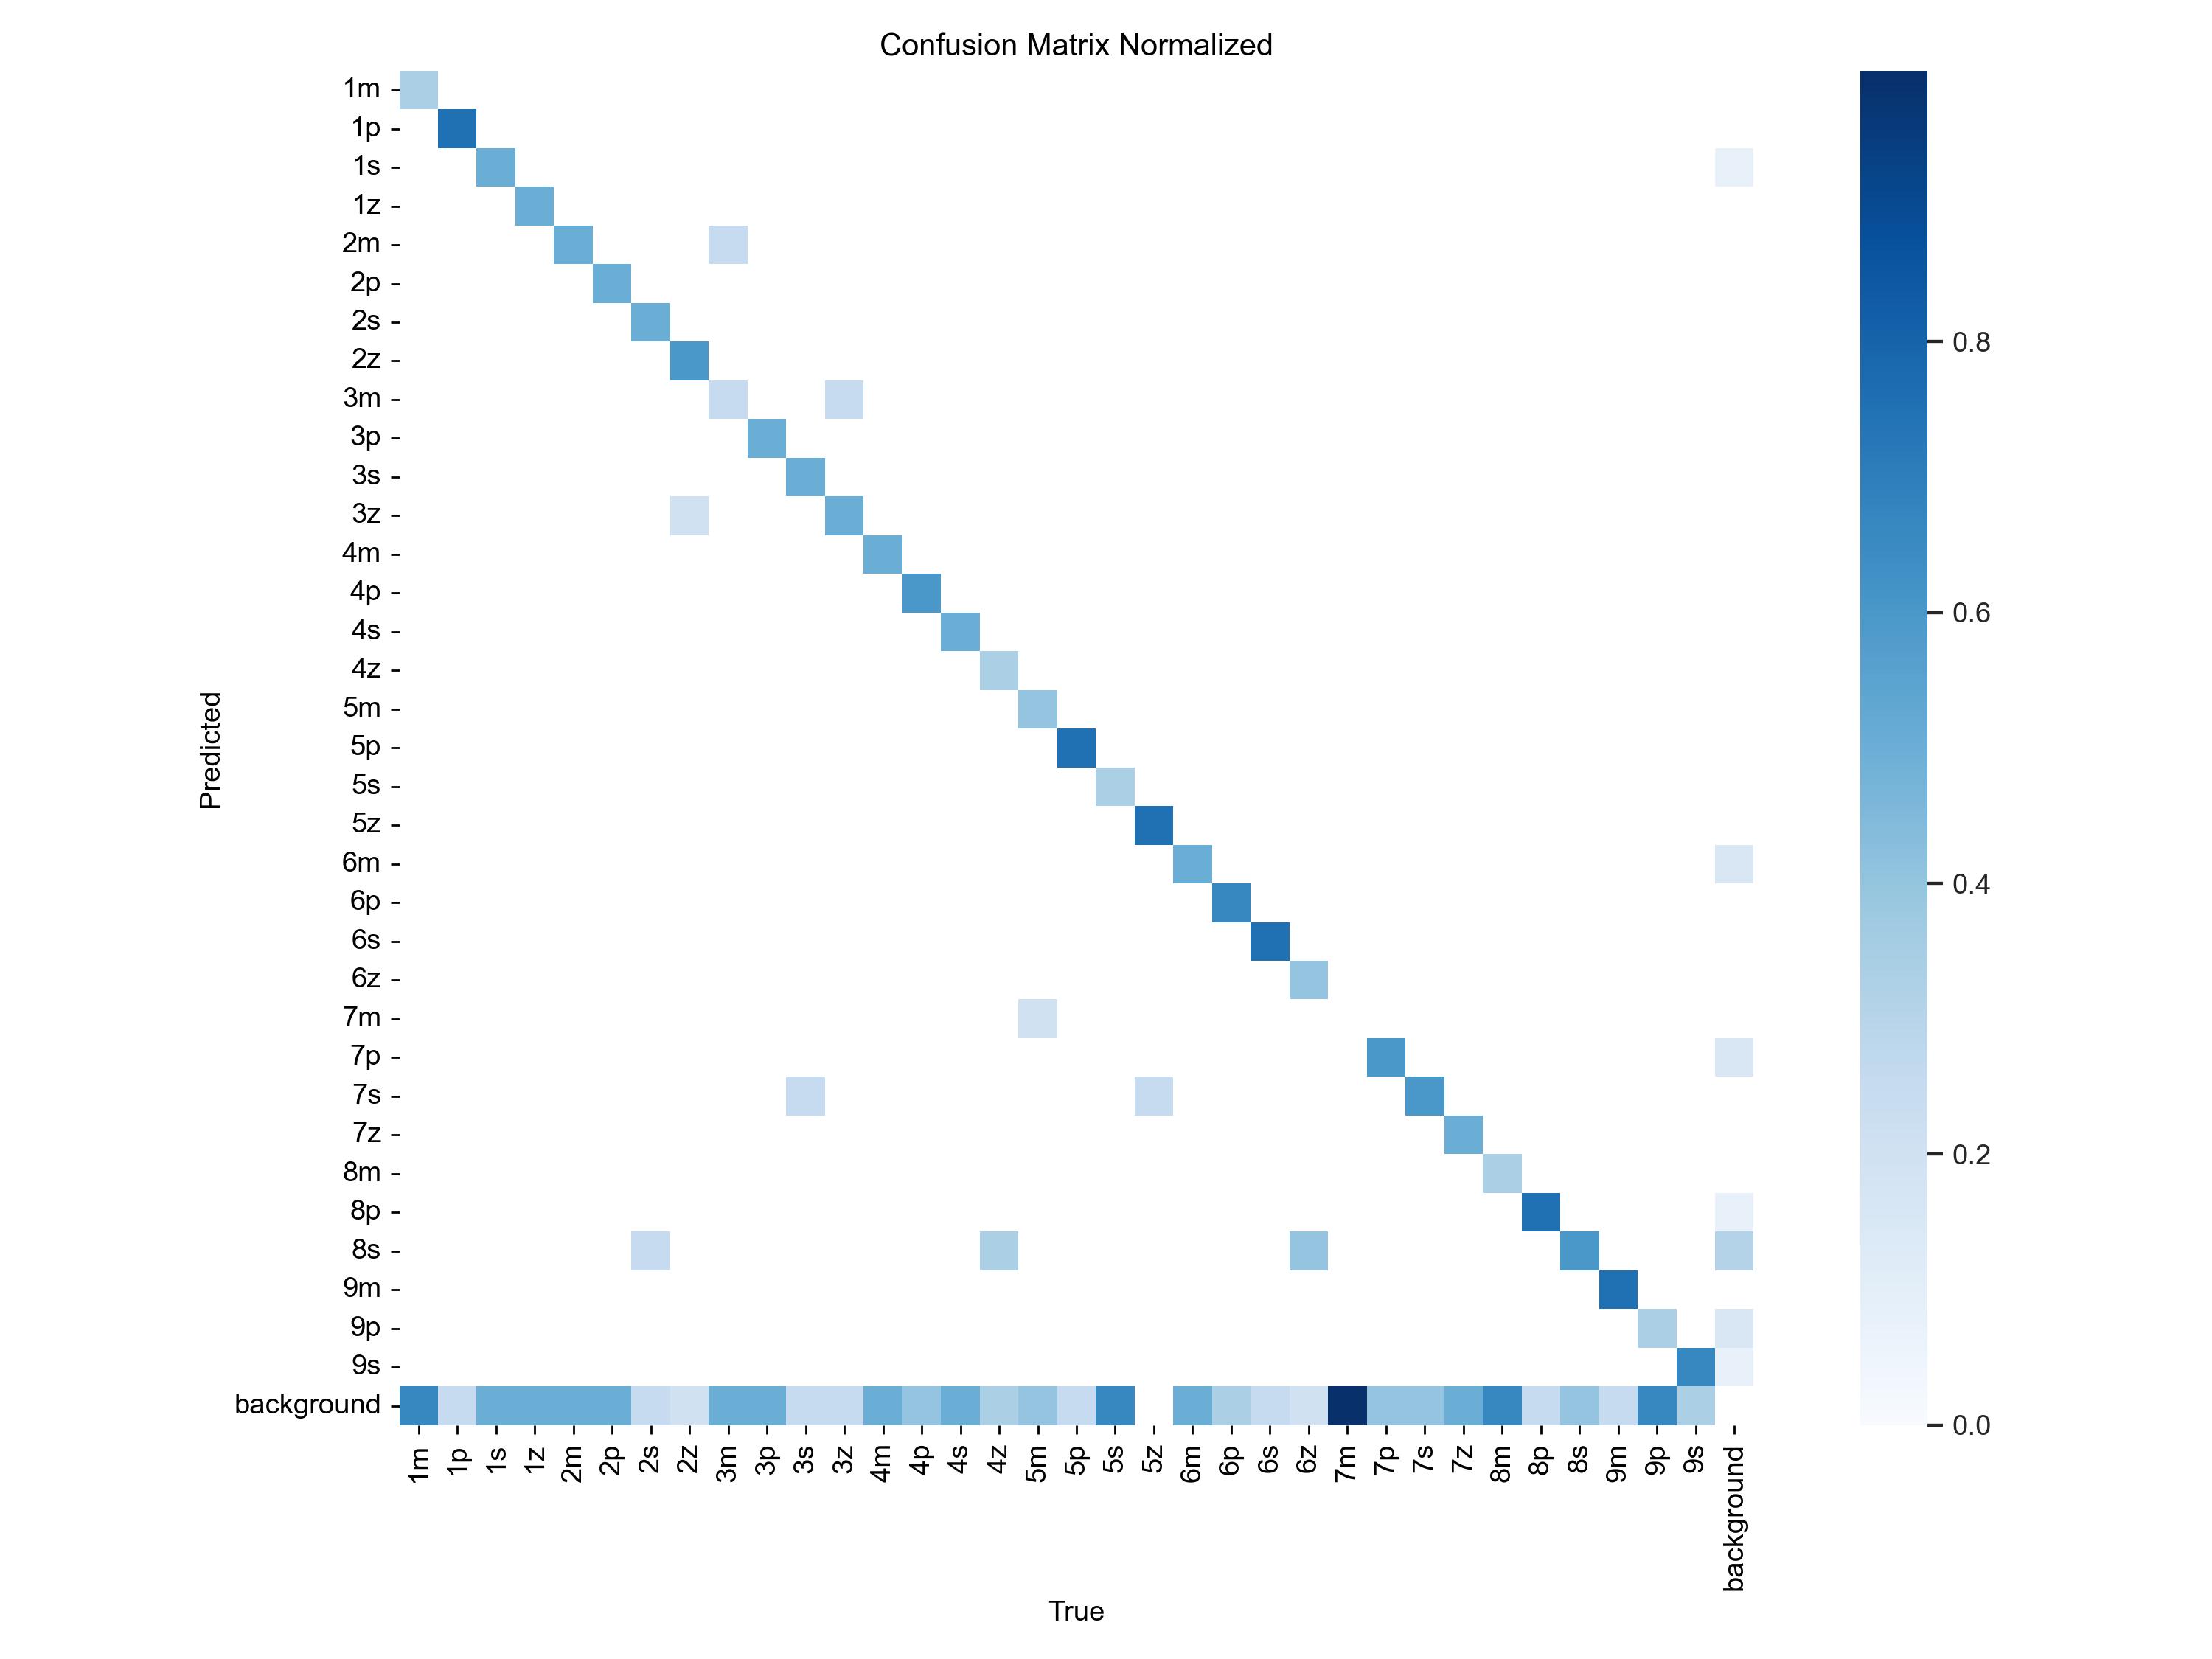 Confusion Matrix Normalized
1m
1p
1s
1z
2m
2p
2s
2z
3m
3p
3s
3z
4m
4p
4s
4z
5m
5p
5s
5z
6m
6p
6s
6z
7m
7p
7s
7z
8m
8p
8s
9m
9p
9s
background
Predicted
1m 1p 1s 1z 2m 2p 2s 2z 3m 3p 3s 3z 4m 4p 4s 4z 5m 5p 5s 5z 6m 6p 6s 6z 7m 7p 7s 7z 8m 8p 8s 9m 9p 9s background
True
0.8
0.6
0.4
0.2
0.0